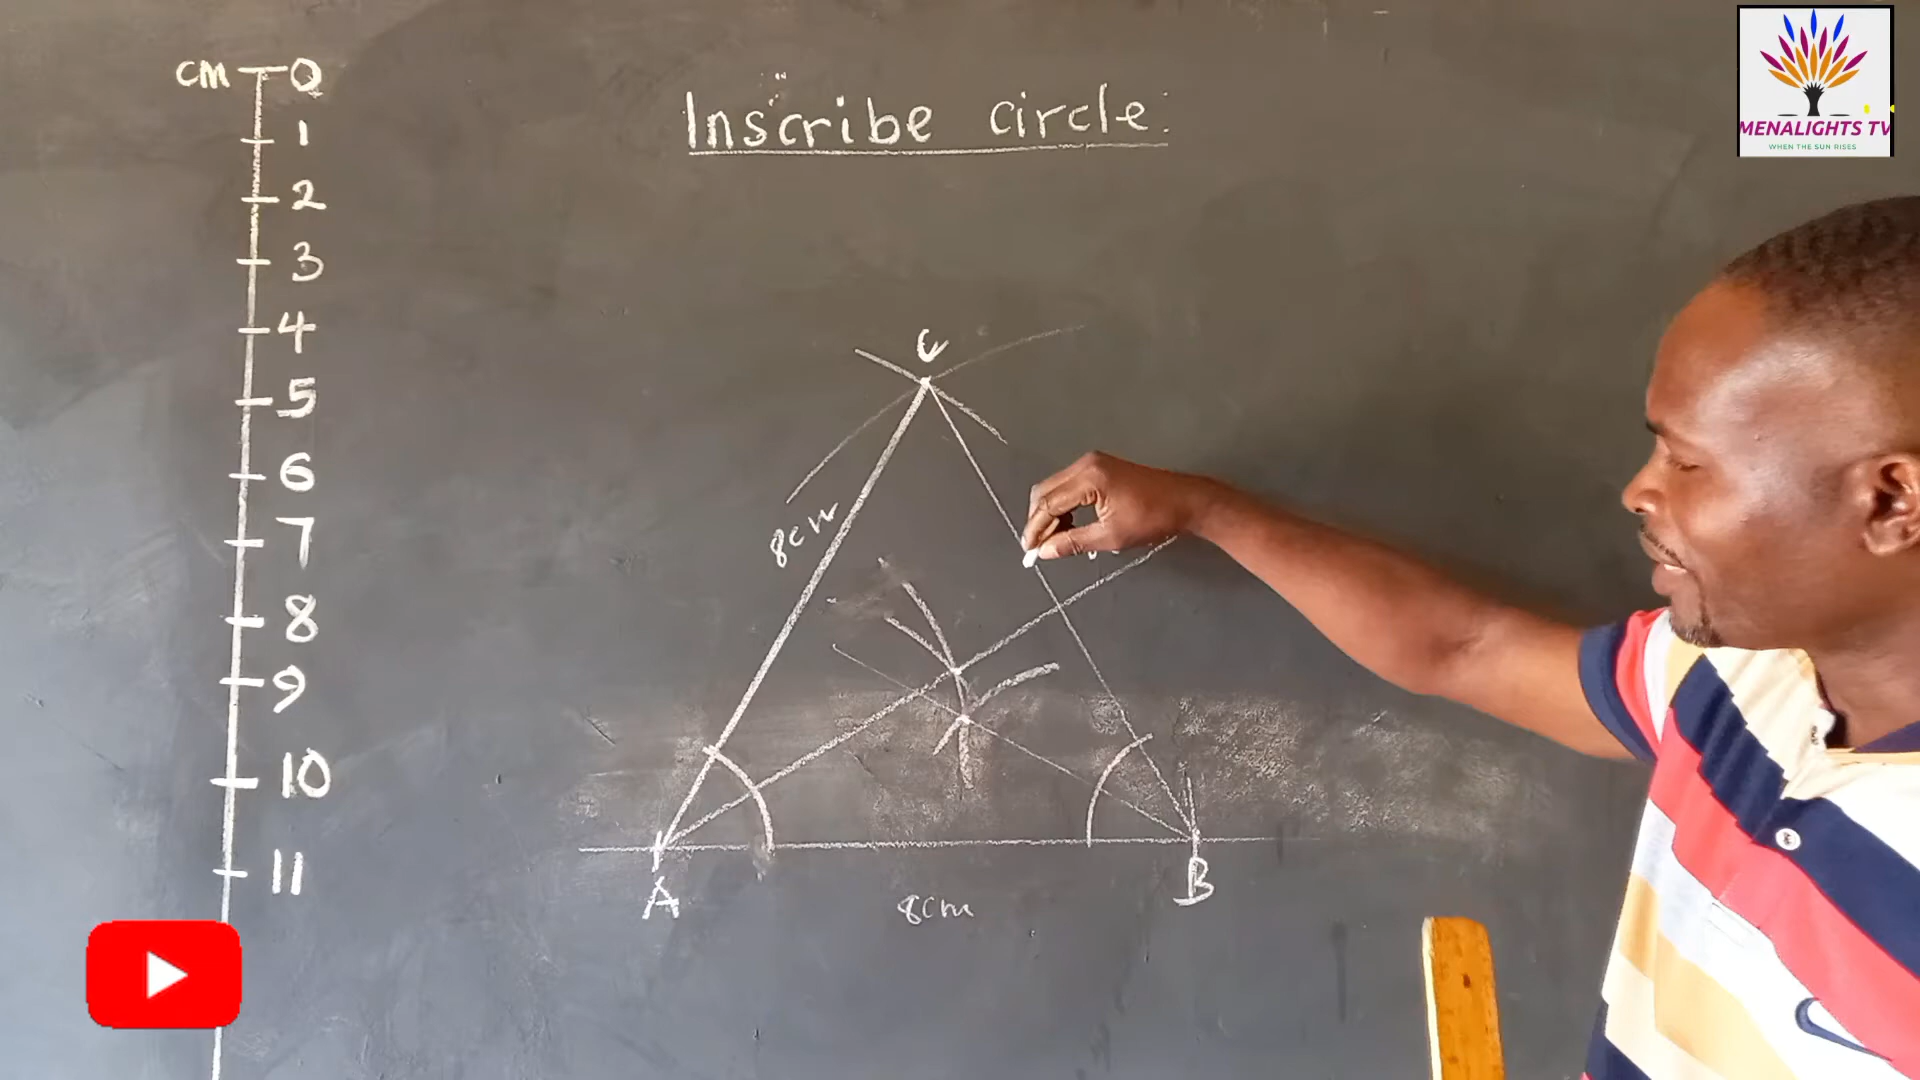 CM 0
1
2
3
4
5
6
7
8
9
10
11
Inscribe circle:
C
8cm
A
B
8cm
MENALIGHTS TV
WHEN THE SUN RISES